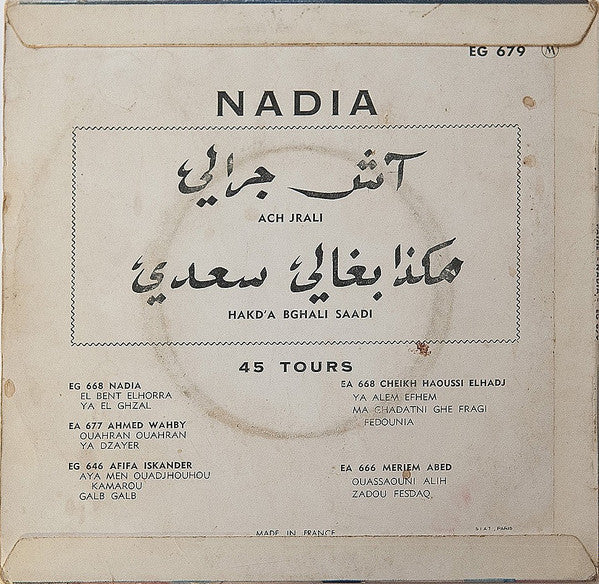 EG 679 M
NADIA
آش جرالي
ACH JRALI
هكذا بغالي سعدي
HAKD'A BGHALI SAADI
45 TOURS
EG 668 NADIA
EL BENT ELHORRA
YA EL GHZAL
EA 677 AHMED WAHBY
OUAHRAN OUAHRAN
YA DZAYER
EG 646 AFIFA ISKANDER
AYA MEN OUADJHOUHOU
KAMAROU
GALB GALB
EA 668 CHEIKH HAOUSSI ELHADJ
YA ALEM EFHEM
MA GHADATNI GHE FRAGI
FEDOUNIA
EA 666 MERIEM ABED
OUASSAOUNI ALIH
ZADOU FESDAQ
MADE IN FRANCE
SIAT, PARIS